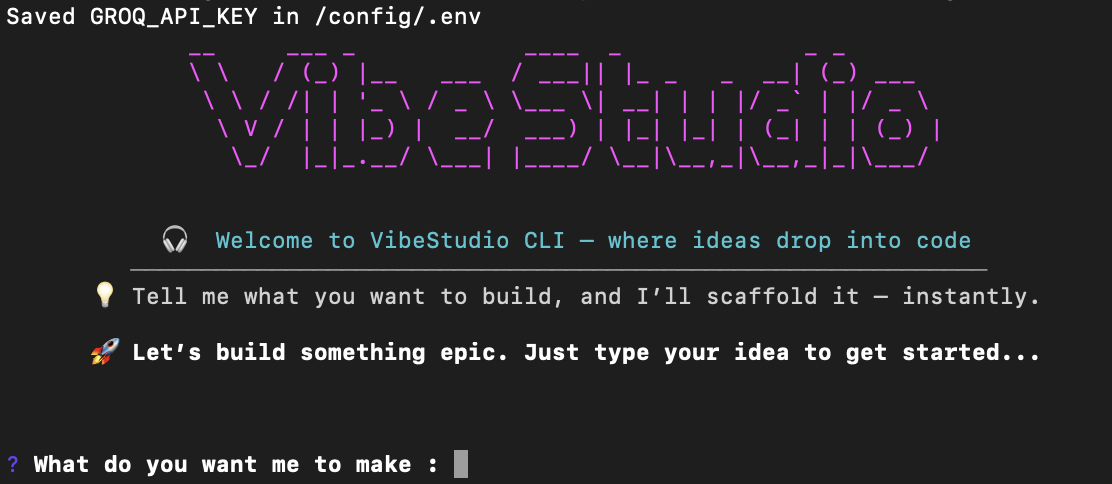 Saved GROQ_API_KEY in /config/.env
VibeStudio
🎧 Welcome to VibeStudio CLI — where ideas drop into code
💡 Tell me what you want to build, and I’ll scaffold it — instantly.
🚀 Let’s build something epic. Just type your idea to get started...
? What do you want me to make :